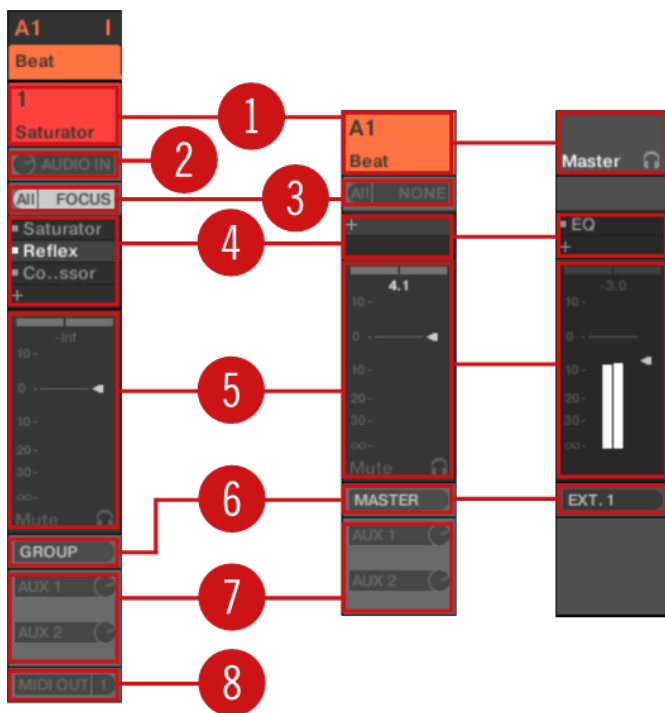 A1 I
Beat
1
Saturator
AUDIO IN
All FOCUS
Saturator
Reflex
Co..ssor
+
-inf
10-
0-
10-
20-
30-
∞-
Mute
GROUP
AUX 1
AUX 2
MIDI OUT 1
1
2
3
4
5
6
7
8
A1
Beat
All NONE
+
4.1
10-
0-
10-
20-
30-
∞-
Mute
MASTER
AUX 1
AUX 2
Master
EQ
+
-3.0
10-
0-
10-
20-
30-
∞-
EXT. 1